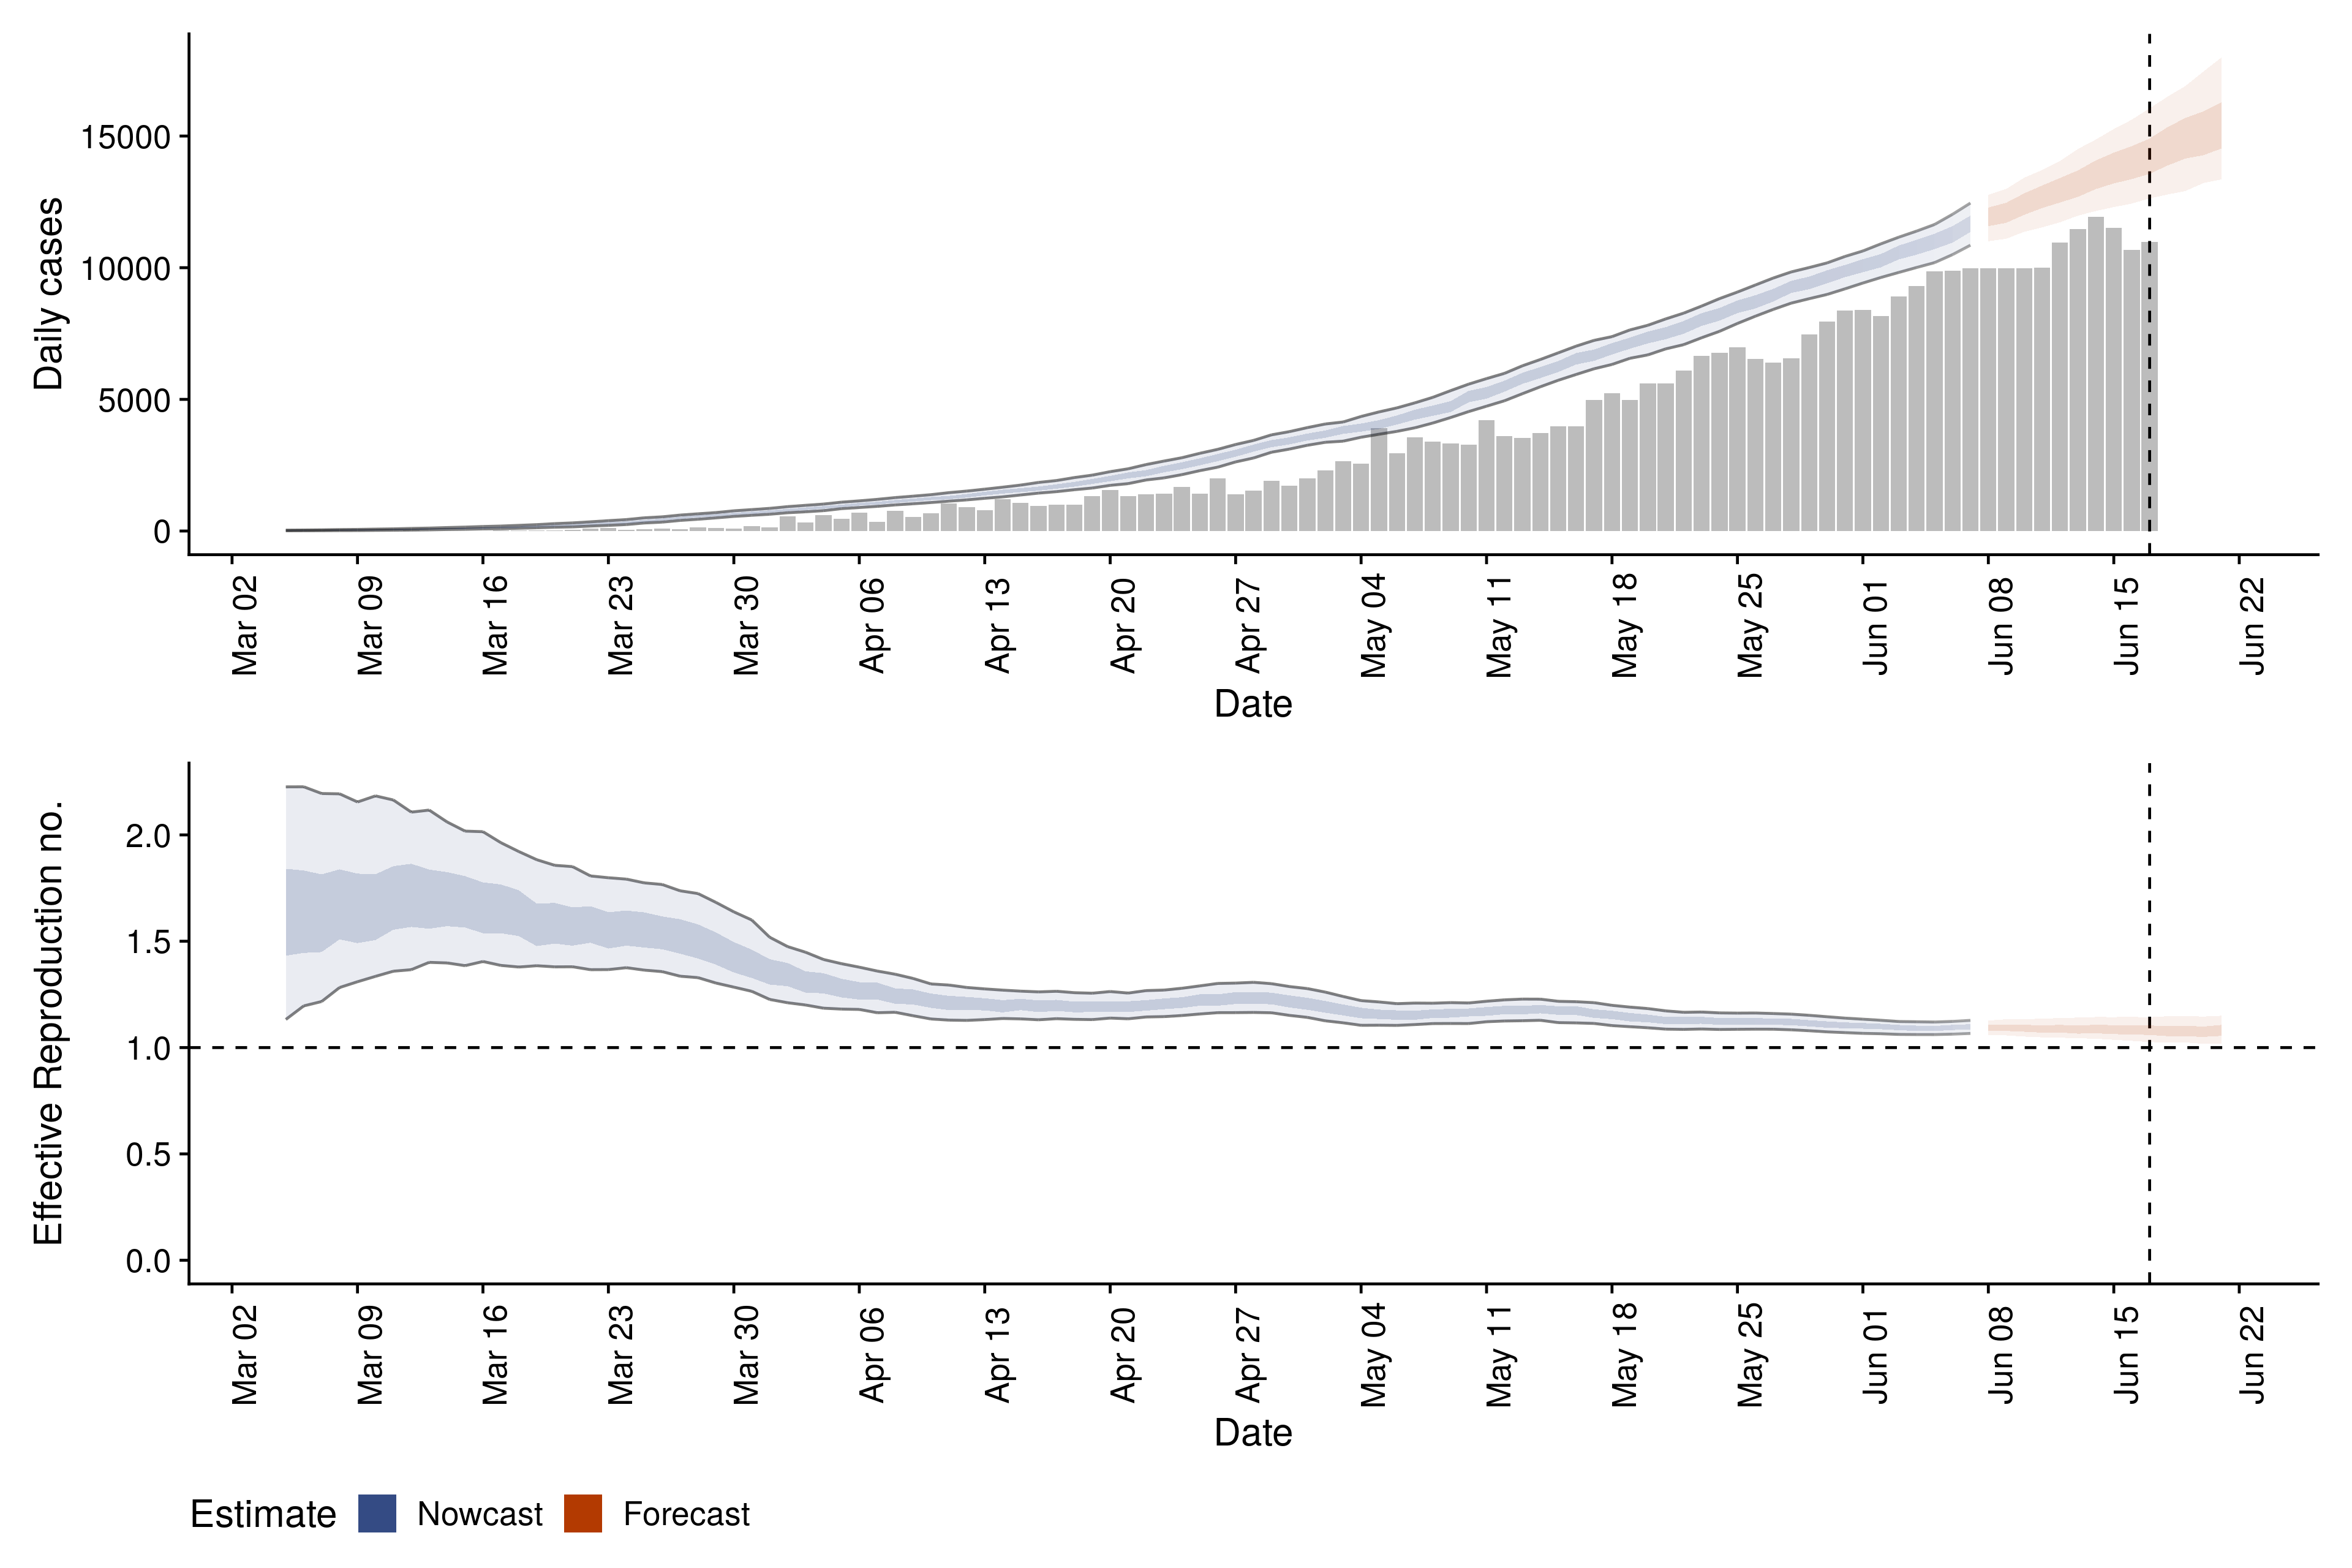 Daily cases
15000
10000
5000
0
Mar 02
Mar 09
Mar 16
Mar 23
Mar 30
Apr 06
Apr 13
Apr 20
Apr 27
May 04
May 11
May 18
May 25
Jun 01
Jun 08
Jun 15
Jun 22
Date
Effective Reproduction no.
2.0
1.5
1.0
0.5
0.0
Mar 02
Mar 09
Mar 16
Mar 23
Mar 30
Apr 06
Apr 13
Apr 20
Apr 27
May 04
May 11
May 18
May 25
Jun 01
Jun 08
Jun 15
Jun 22
Date
Estimate Nowcast Forecast